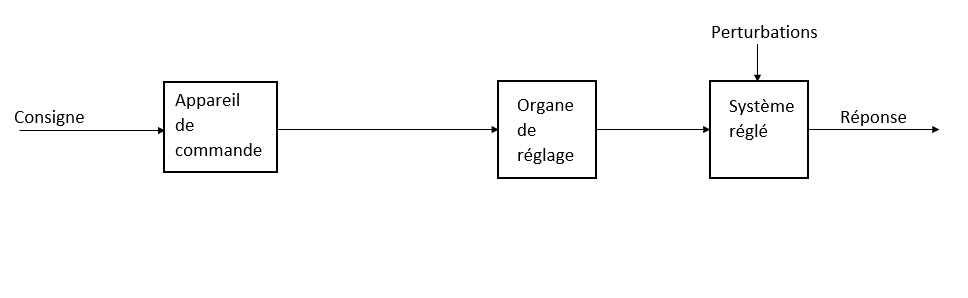 Perturbations
Consigne
Appareil
de
commande
Organe
de
réglage
Système
réglé
Réponse